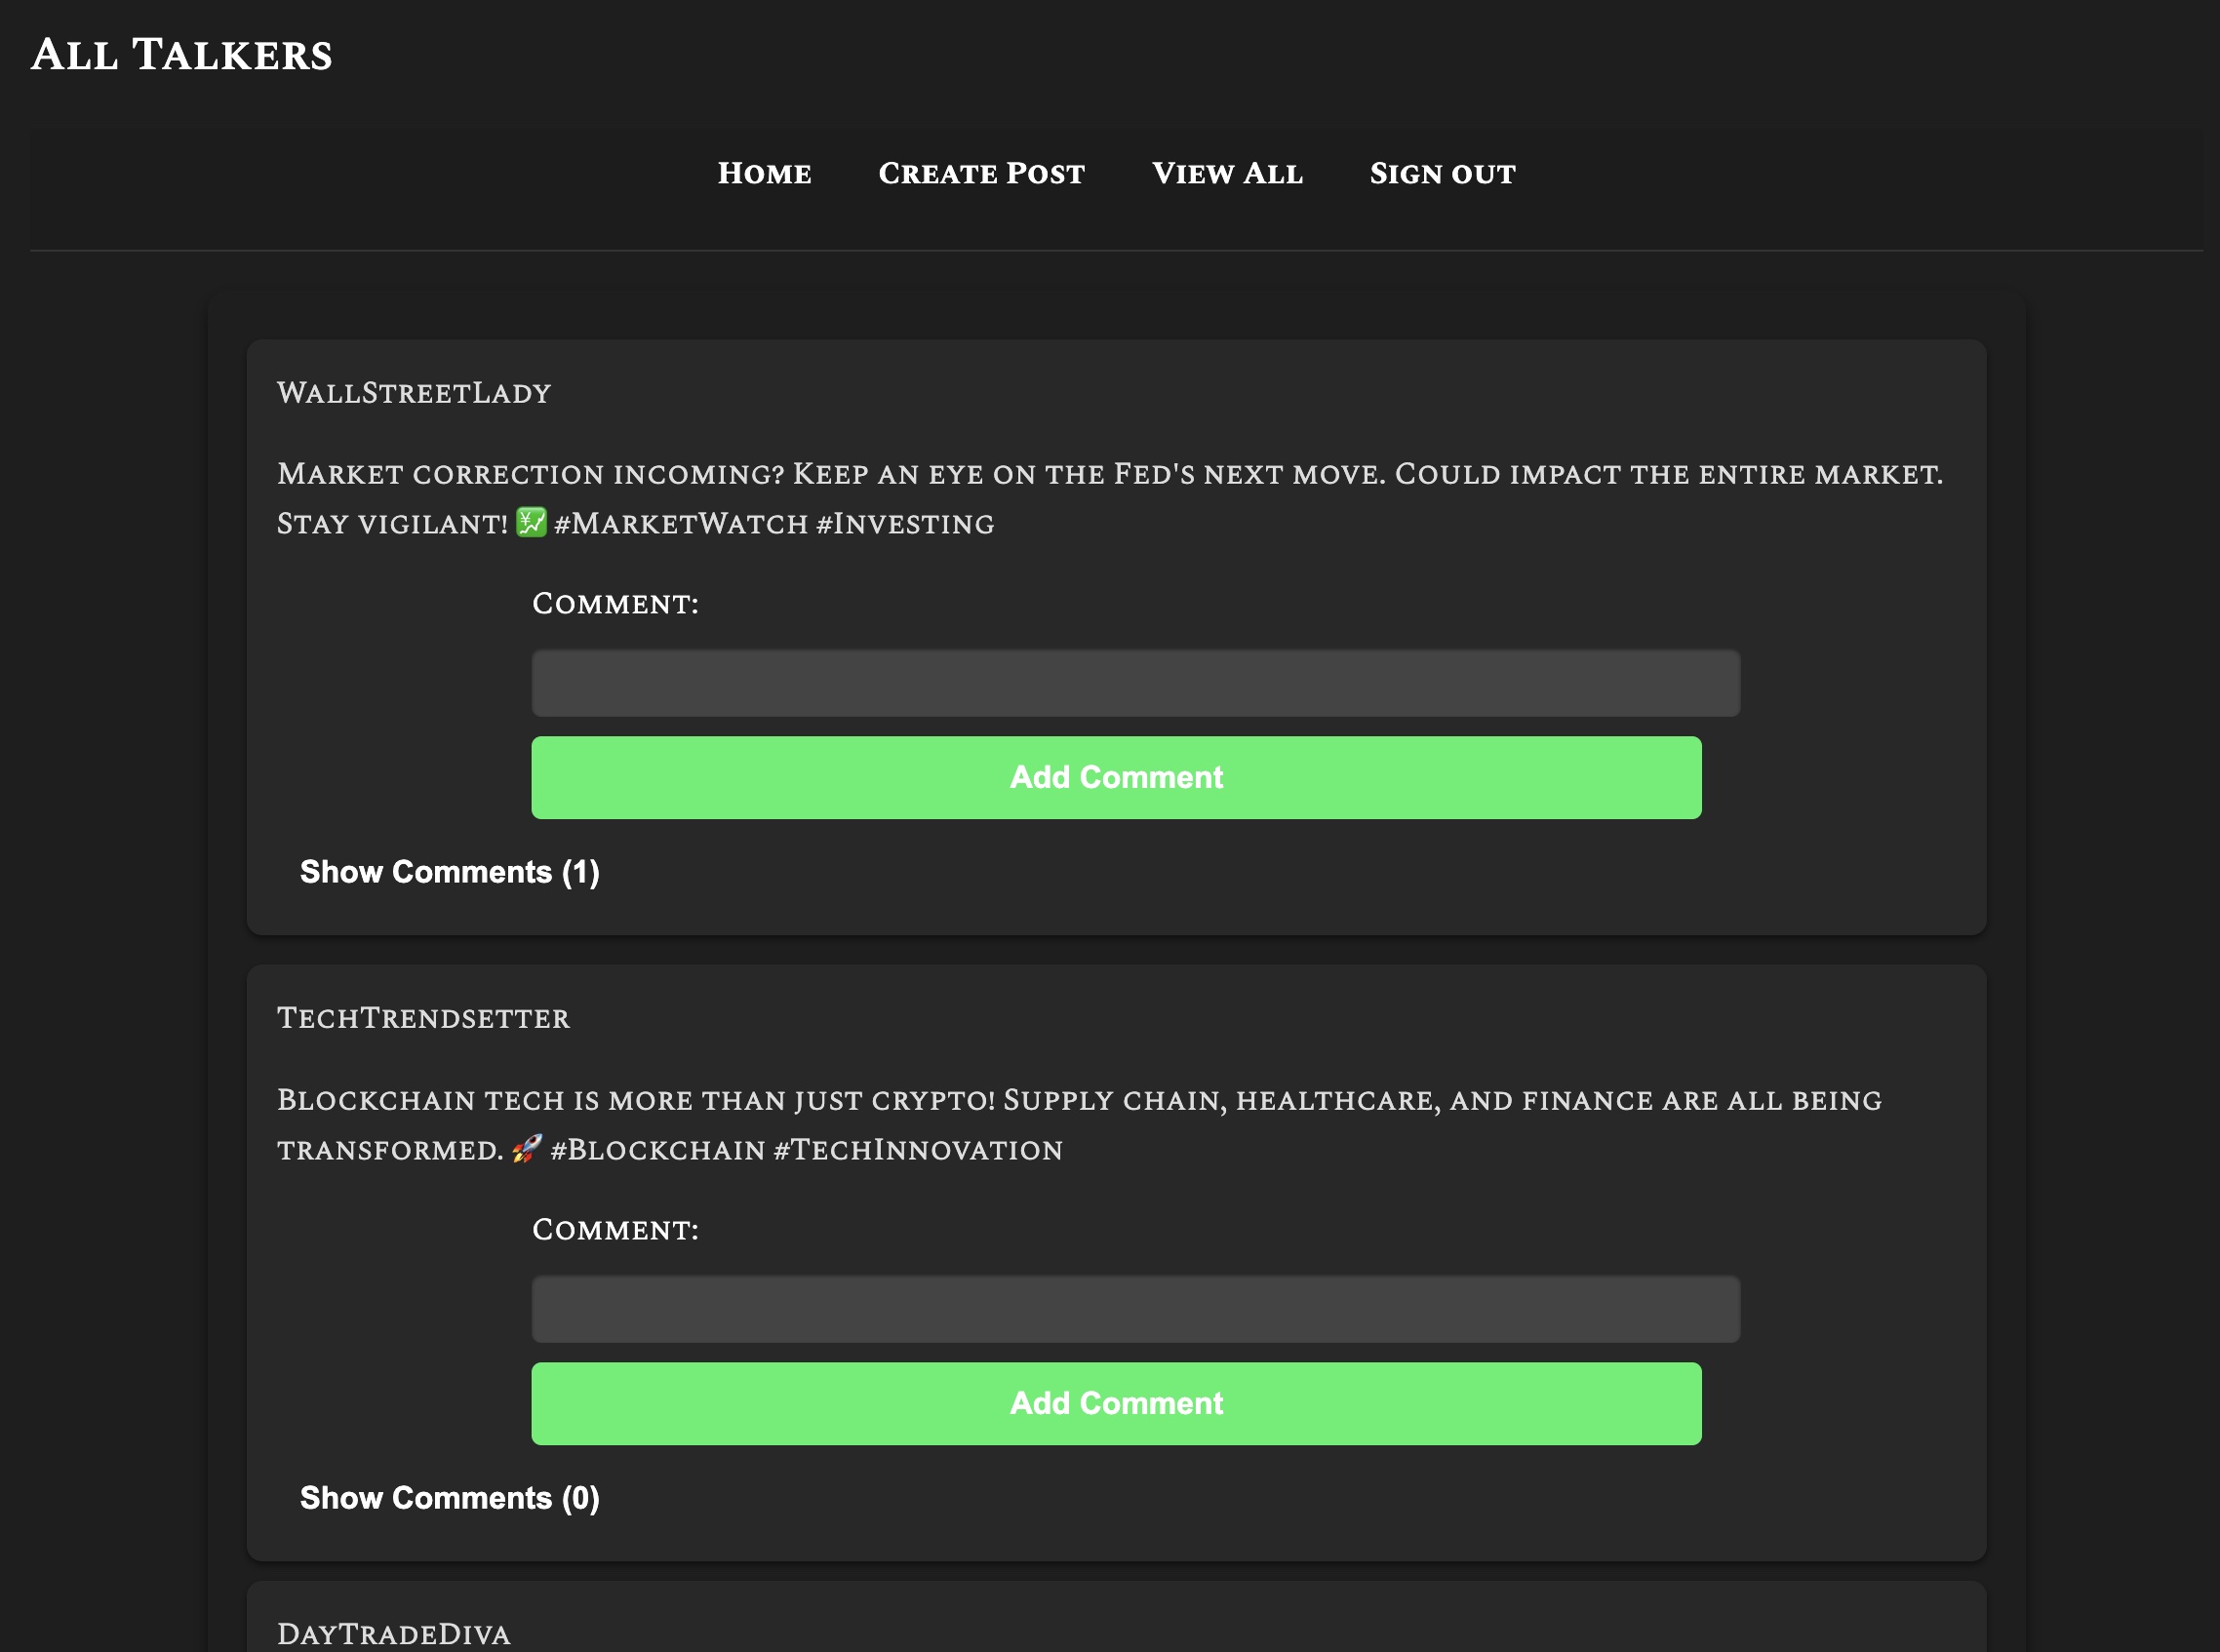 All Talkers
Home Create Post View All Sign out
WallStreetLady
Market correction incoming? Keep an eye on the Fed's next move. Could impact the entire market.
Stay vigilant! 💹 #MarketWatch #Investing
Comment:
Add Comment
Show Comments (1)
TechTrendsetter
Blockchain tech is more than just crypto! Supply chain, healthcare, and finance are all being
transformed. 🚀 #Blockchain #TechInnovation
Comment:
Add Comment
Show Comments (0)
DayTradeDiva